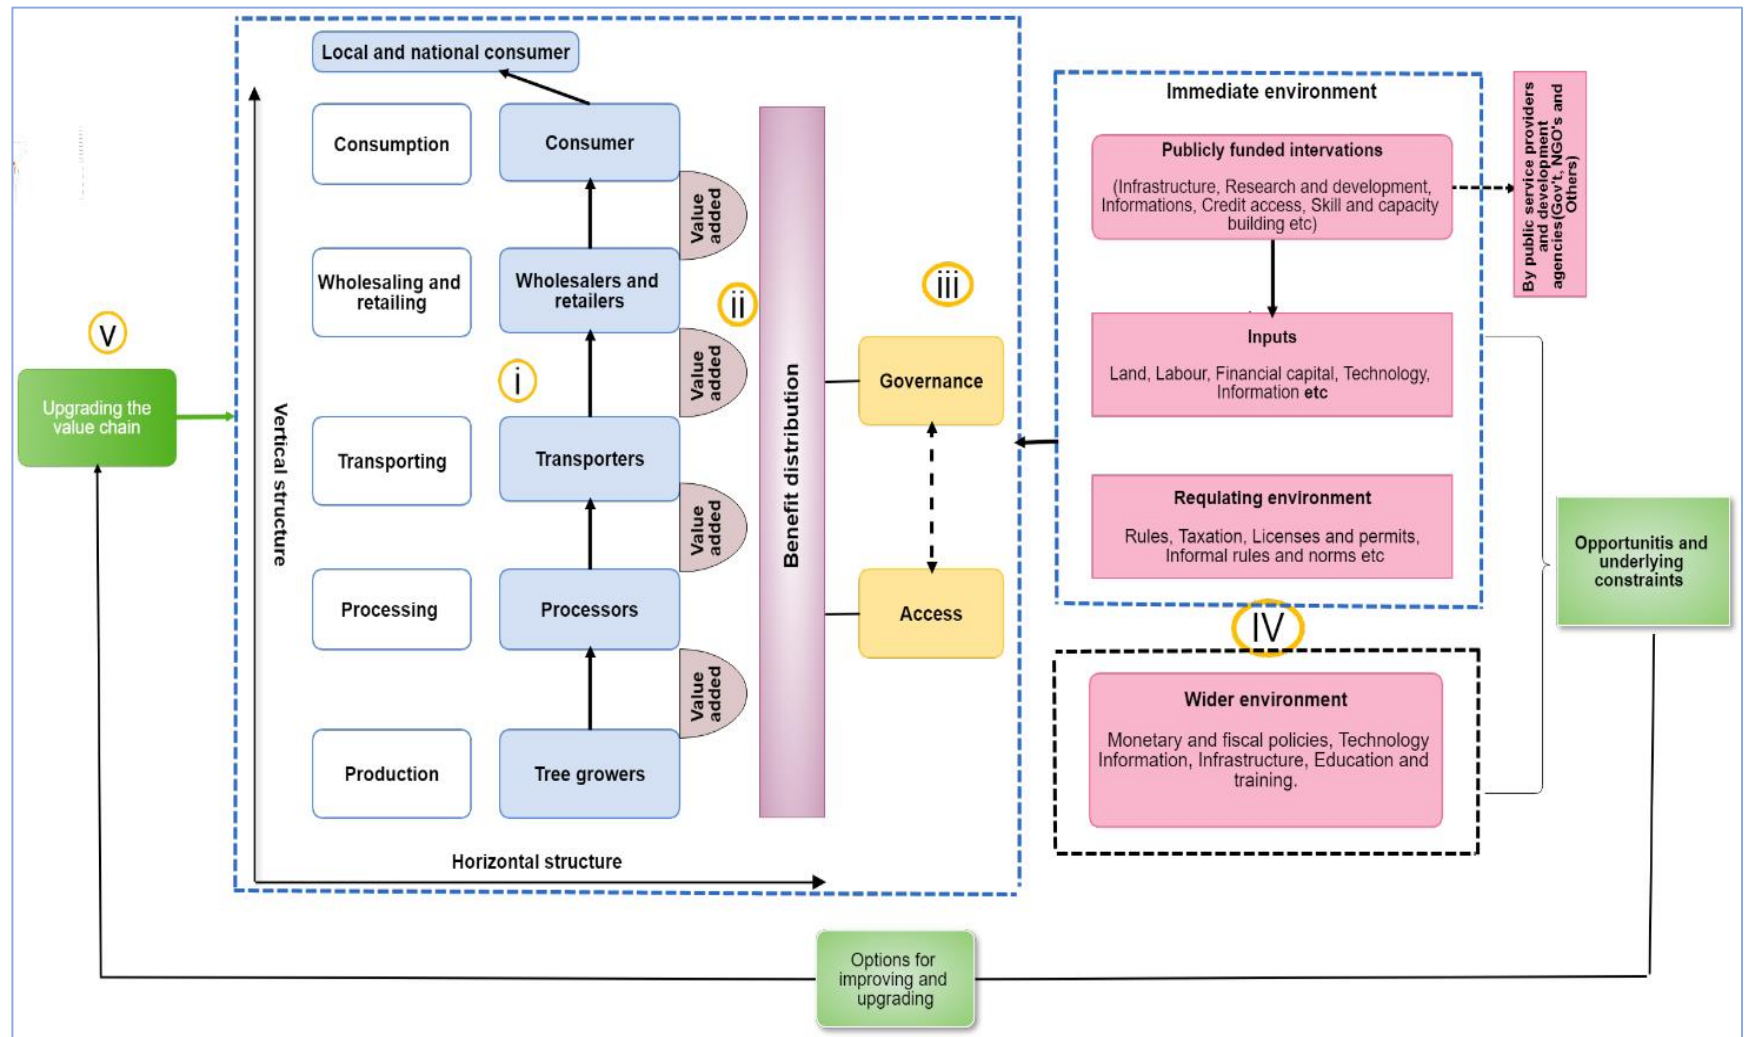 Local and national consumer
Consumption
Consumer
Value
added
Wholesaling and
retailing
Wholesalers and
retailers
ii
iii
i
Value
added
V
Upgrading the
value chain
Vertical structure
Transporting
Transporters
Value
added
Processing
Processors
Value
added
Production
Tree growers
Horizontal structure
Benefit distribution
Governance
Access
Immediate environment
Publicly funded intervations
(Infrastructure, Research and development,
Informations, Credit access, Skill and capacity
building etc)
By public service providers
and development
agencies(Gov't, NGO's and
Others)
Inputs
Land, Labour, Financial capital, Technology,
Information etc
Requlating environment
Rules, Taxation, Licenses and permits,
Informal rules and norms etc
IV
Wider environment
Monetary and fiscal policies, Technology
Information, Infrastructure, Education and
training.
Opportunitis and
underlying
constraints
Options for
improving and
upgrading